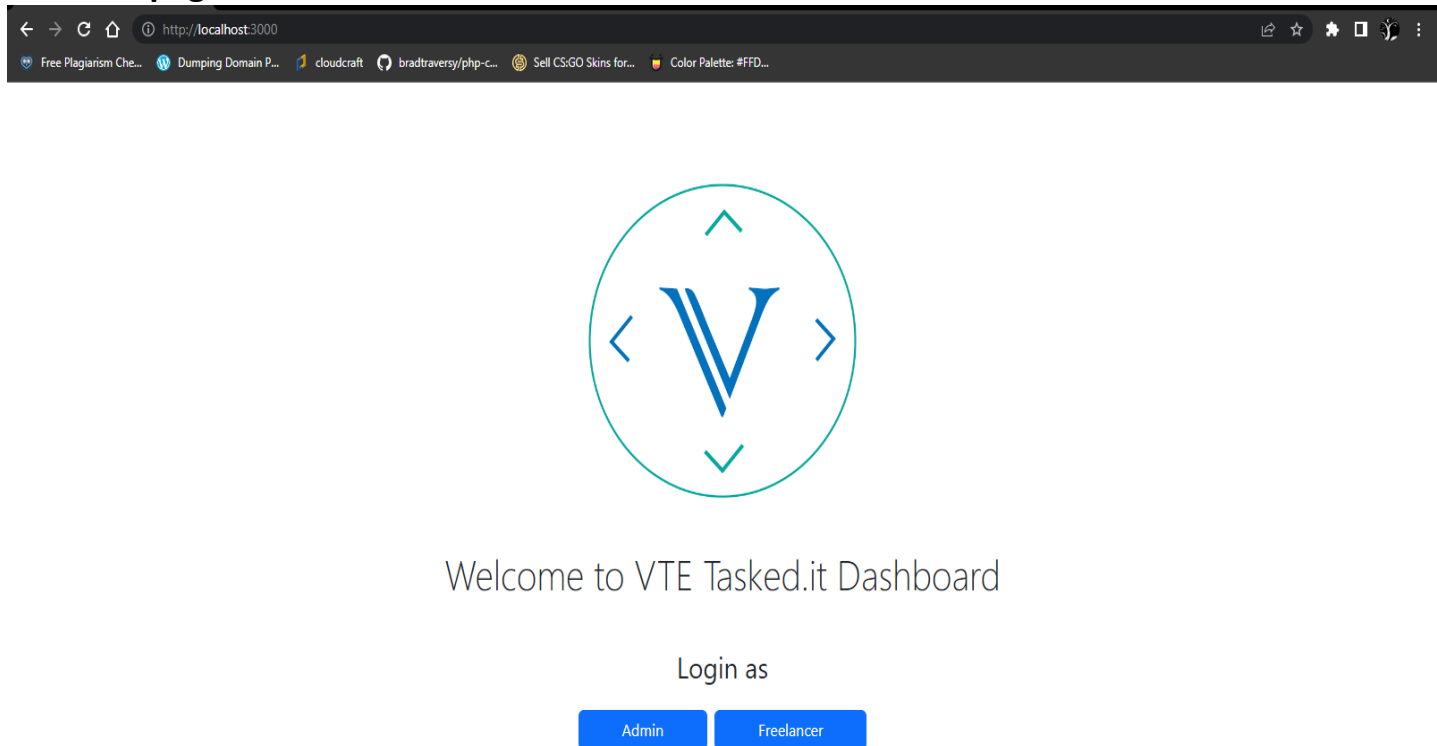 http://localhost:3000
Free Plagiarism Che... Dumping Domain P... cloudcraft bradtraversy/php-c... Sell CS:GO Skins for... Color Palette: #FFD...
V
Welcome to VTE Tasked.it Dashboard
Login as
Admin Freelancer